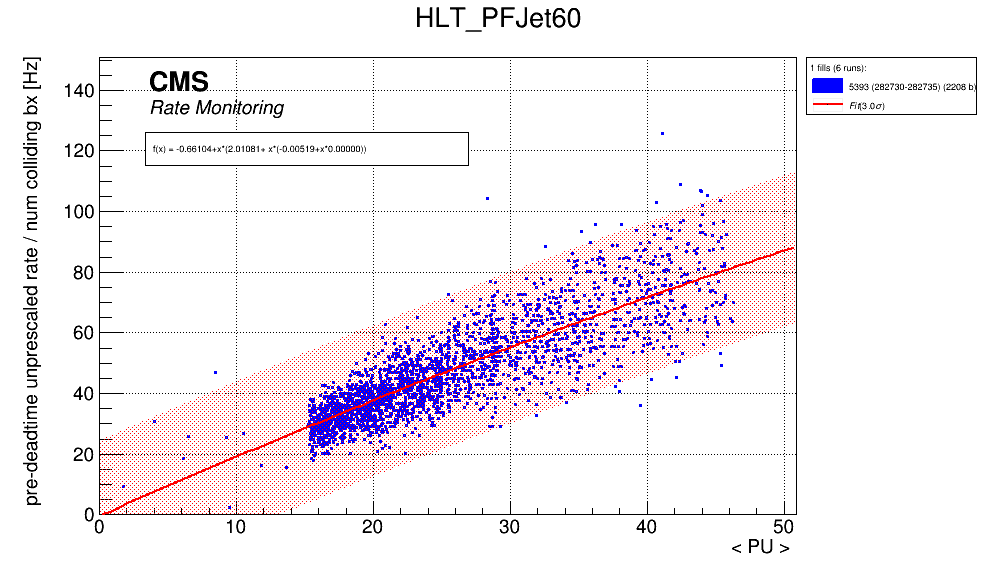 HLT_PFJet60
pre-deadtime unprescaled rate / num colliding bx [Hz]
CMS
Rate Monitoring
f(x) = -0.66104+x*(2.01081+ x*(-0.00519+x*0.00000))
140
120
100
80
60
40
20
0
0 10 20 30 40 50
< PU >
1 fills (6 runs):
5393 (282730-282735) (2208 b)
Fit(3.0σ)